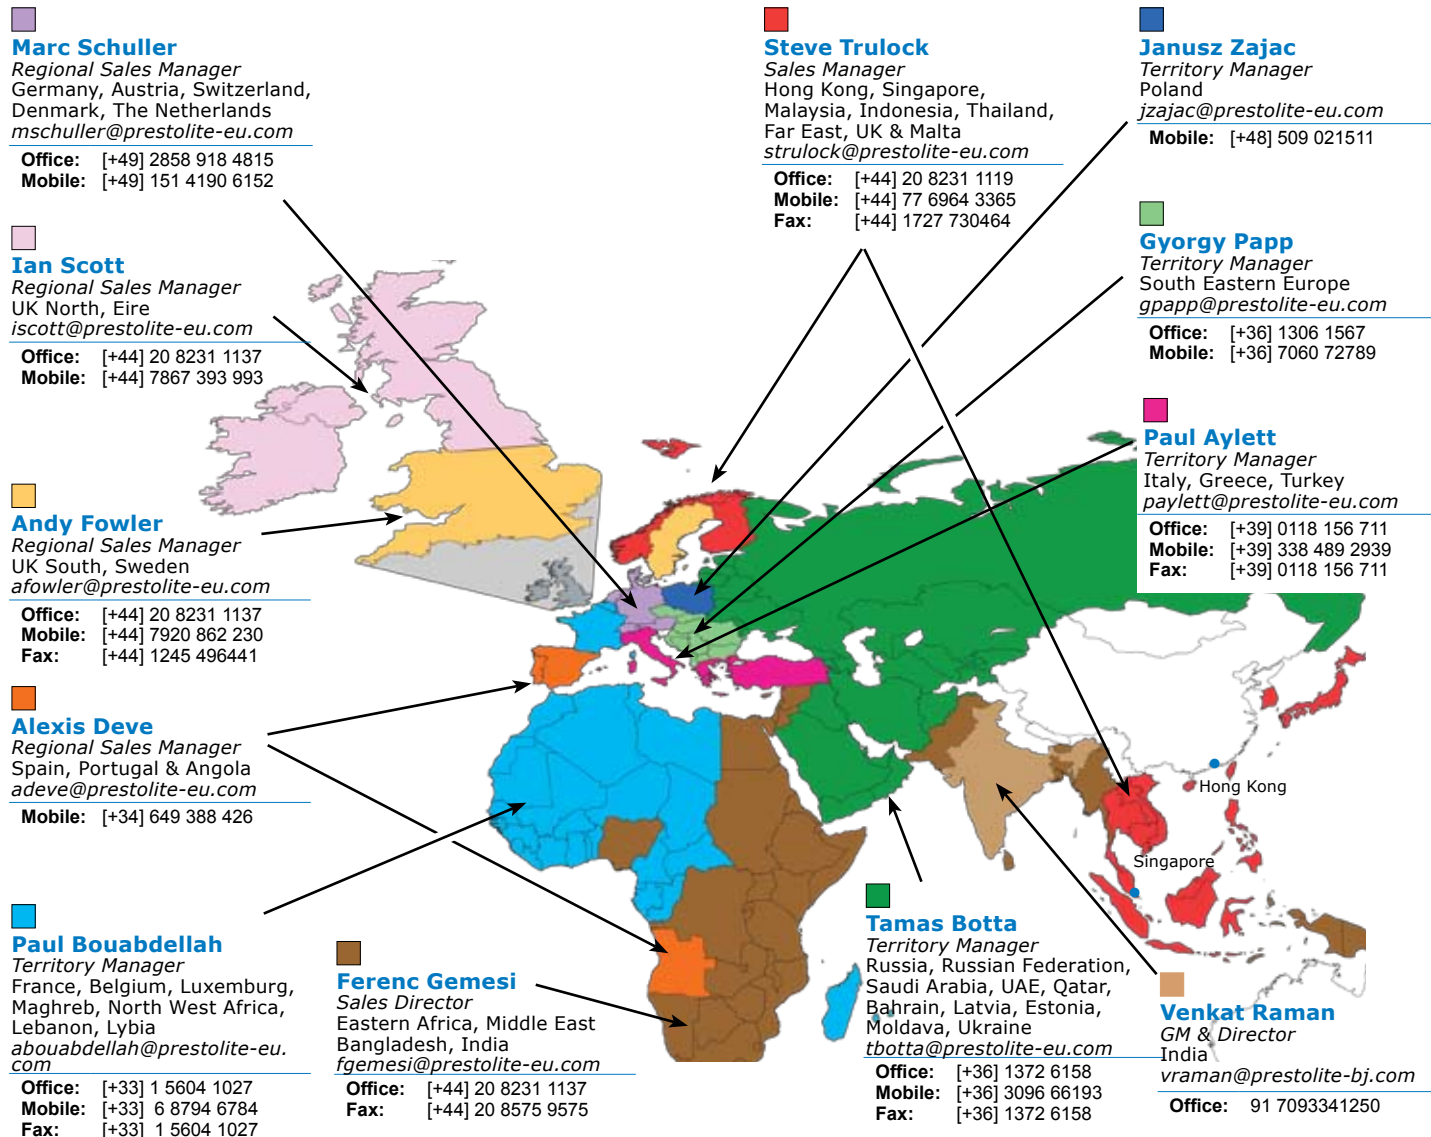 Marc Schuller
Regional Sales Manager
Germany, Austria, Switzerland,
Denmark, The Netherlands
mschuller@prestolite-eu.com
Office: [+49] 2858 918 4815
Mobile: [+49] 151 4190 6152
Ian Scott
Regional Sales Manager
UK North, Eire
iscott@prestolite-eu.com
Office: [+44] 20 8231 1137
Mobile: [+44] 7867 393 993
Andy Fowler
Regional Sales Manager
UK South, Sweden
afowler@prestolite-eu.com
Office: [+44] 20 8231 1137
Mobile: [+44] 7920 862 230
Fax: [+44] 1245 496441
Alexis Deve
Regional Sales Manager
Spain, Portugal & Angola
adeve@prestolite-eu.com
Mobile: [+34] 649 388 426
Paul Bouabdellah
Territory Manager
France, Belgium, Luxemburg,
Maghreb, North West Africa,
Lebanon, Lybia
abouabdellah@prestolite-eu.
com
Office: [+33] 1 5604 1027
Mobile: [+33] 6 8794 6784
Fax: [+33] 1 5604 1027
Ferenc Gemesi
Sales Director
Eastern Africa, Middle East
Bangladesh, India
fgemesi@prestolite-eu.com
Office: [+44] 20 8231 1137
Fax: [+44] 20 8575 9575
Steve Trulock
Sales Manager
Hong Kong, Singapore,
Malaysia, Indonesia, Thailand,
Far East, UK & Malta
strulock@prestolite-eu.com
Office: [+44] 20 8231 1119
Mobile: [+44] 77 6964 3365
Fax: [+44] 1727 730464
Janusz Zajac
Territory Manager
Poland
jzajac@prestolite-eu.com
Mobile: [+48] 509 021511
Gyorgy Papp
Territory Manager
South Eastern Europe
gpapp@prestolite-eu.com
Office: [+36] 1306 1567
Mobile: [+36] 7060 72789
Paul Aylett
Territory Manager
Italy, Greece, Turkey
paylett@prestolite-eu.com
Office: [+39] 0118 156 711
Mobile: [+39] 338 489 2939
Fax: [+39] 0118 156 711
Hong Kong
Singapore
Tamas Botta
Territory Manager
Russia, Russian Federation,
Saudi Arabia, UAE, Qatar,
Bahrain, Latvia, Estonia,
Moldava, Ukraine
tbotta@prestolite-eu.com
Office: [+36] 1372 6158
Mobile: [+36] 3096 66193
Fax: [+36] 1372 6158
Venkat Raman
GM & Director
India
vraman@prestolite-bj.com
Office: 91 7093341250